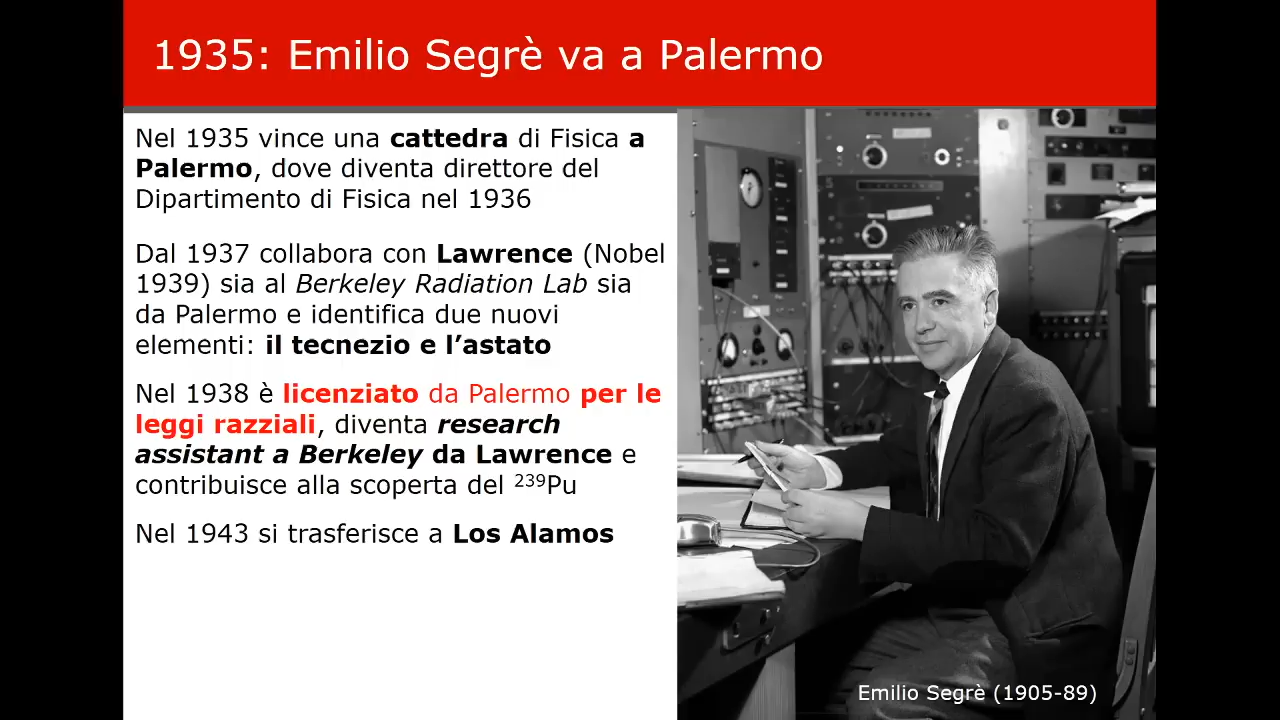 1935: Emilio Segrè va a Palermo
Nel 1935 vince una cattedra di Fisica a
Palermo, dove diventa direttore del
Dipartimento di Fisica nel 1936
Dal 1937 collabora con Lawrence (Nobel
1939) sia al Berkeley Radiation Lab sia
da Palermo e identifica due nuovi
elementi: il tecnezio e l’astato
Nel 1938 è licenziato da Palermo per le
leggi razziali, diventa research
assistant a Berkeley da Lawrence e
contribuisce alla scoperta del ²³⁹Pu
Nel 1943 si trasferisce a Los Alamos
Emilio Segrè (1905-89)